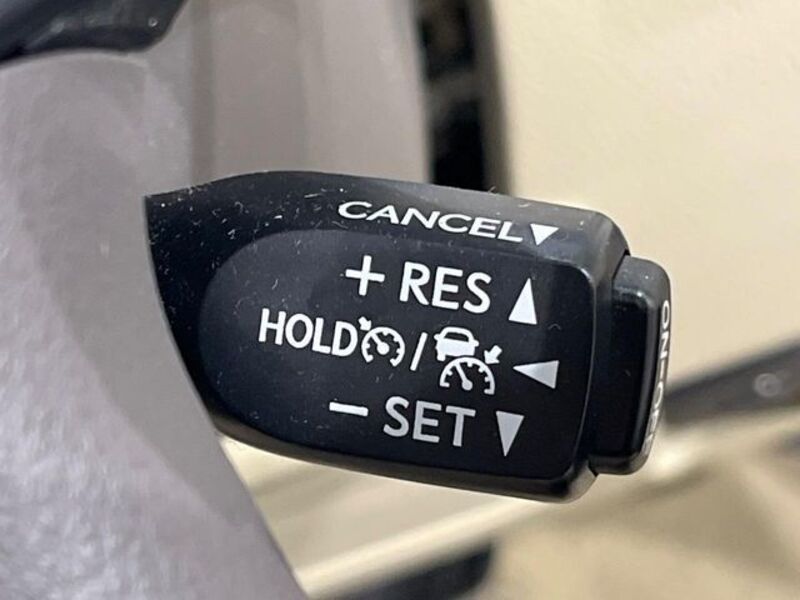 CANCEL▼
+ RES ▲
HOLD / ◀
− SET ▼
ON-OFF